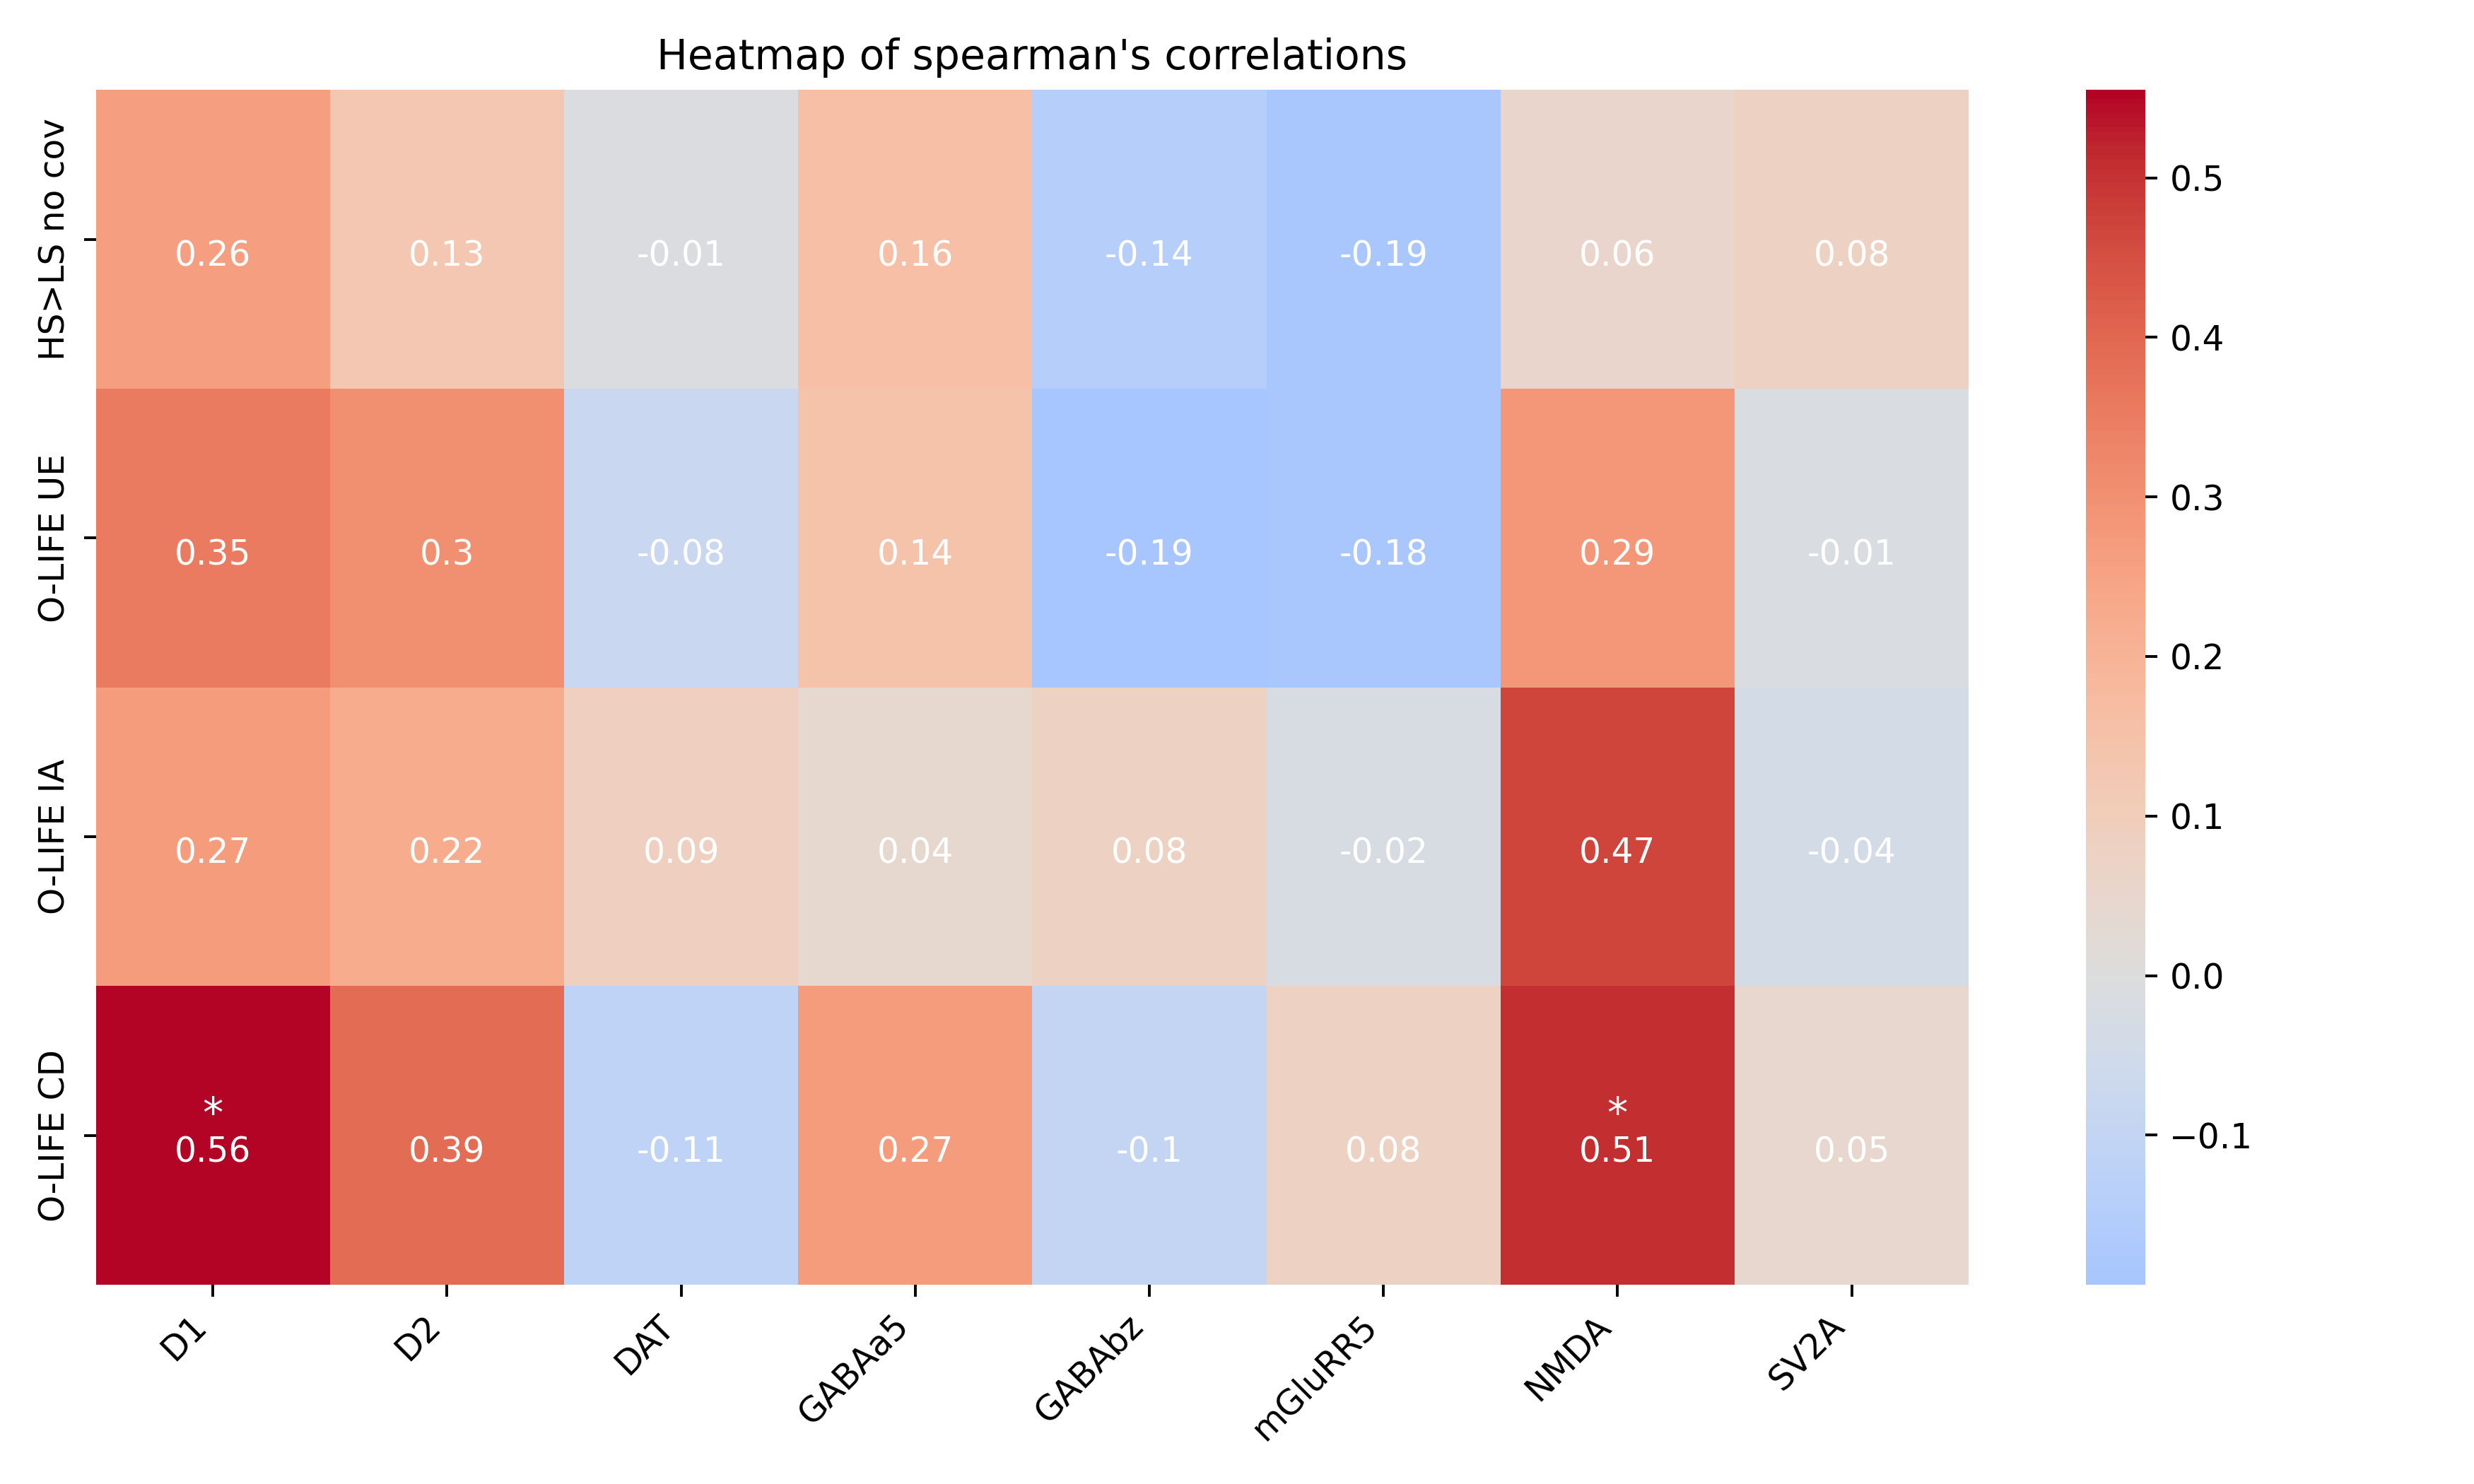 Heatmap of spearman's correlations
HS>LS no cov
0.26 0.13 -0.01 0.16 -0.14 -0.19 0.06 0.08
O-LIFE UE
0.35 0.3 -0.08 0.14 -0.19 -0.18 0.29 -0.01
O-LIFE IA
0.27 0.22 0.09 0.04 0.08 -0.02 0.47 -0.04
O-LIFE CD
* *
0.56 0.39 -0.11 0.27 -0.1 0.08 0.51 0.05
D1 D2 DAT GABAa5 GABAbz mGluRR5 NMDA SV2A
0.5
0.4
0.3
0.2
0.1
0.0
−0.1